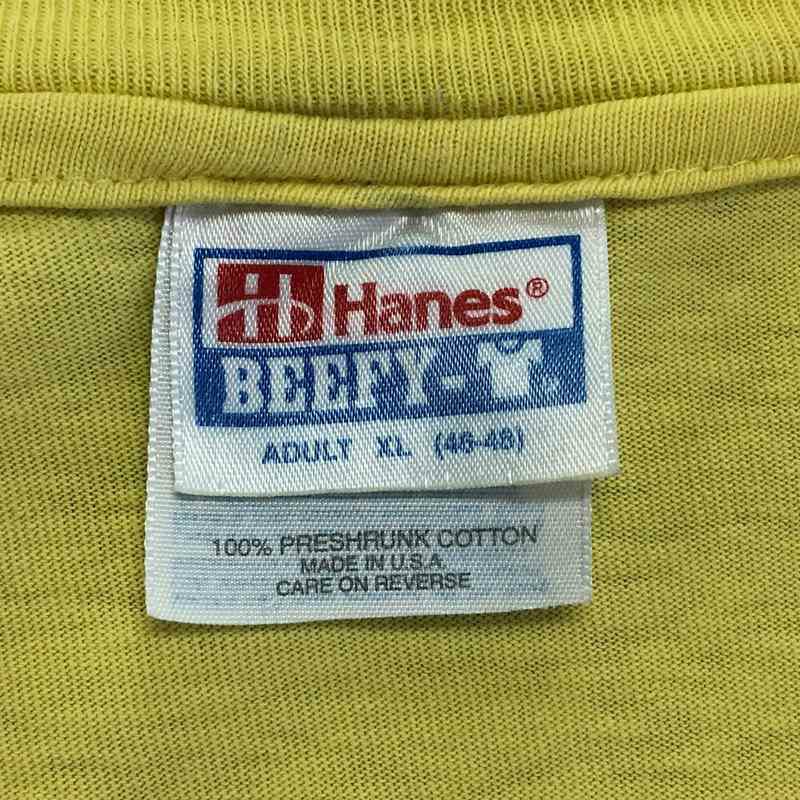 H Hanes®
BEEFY-
ADULT XL (46-48)
100% PRESHRUNK COTTON
MADE IN U.S.A
CARE ON REVERSE